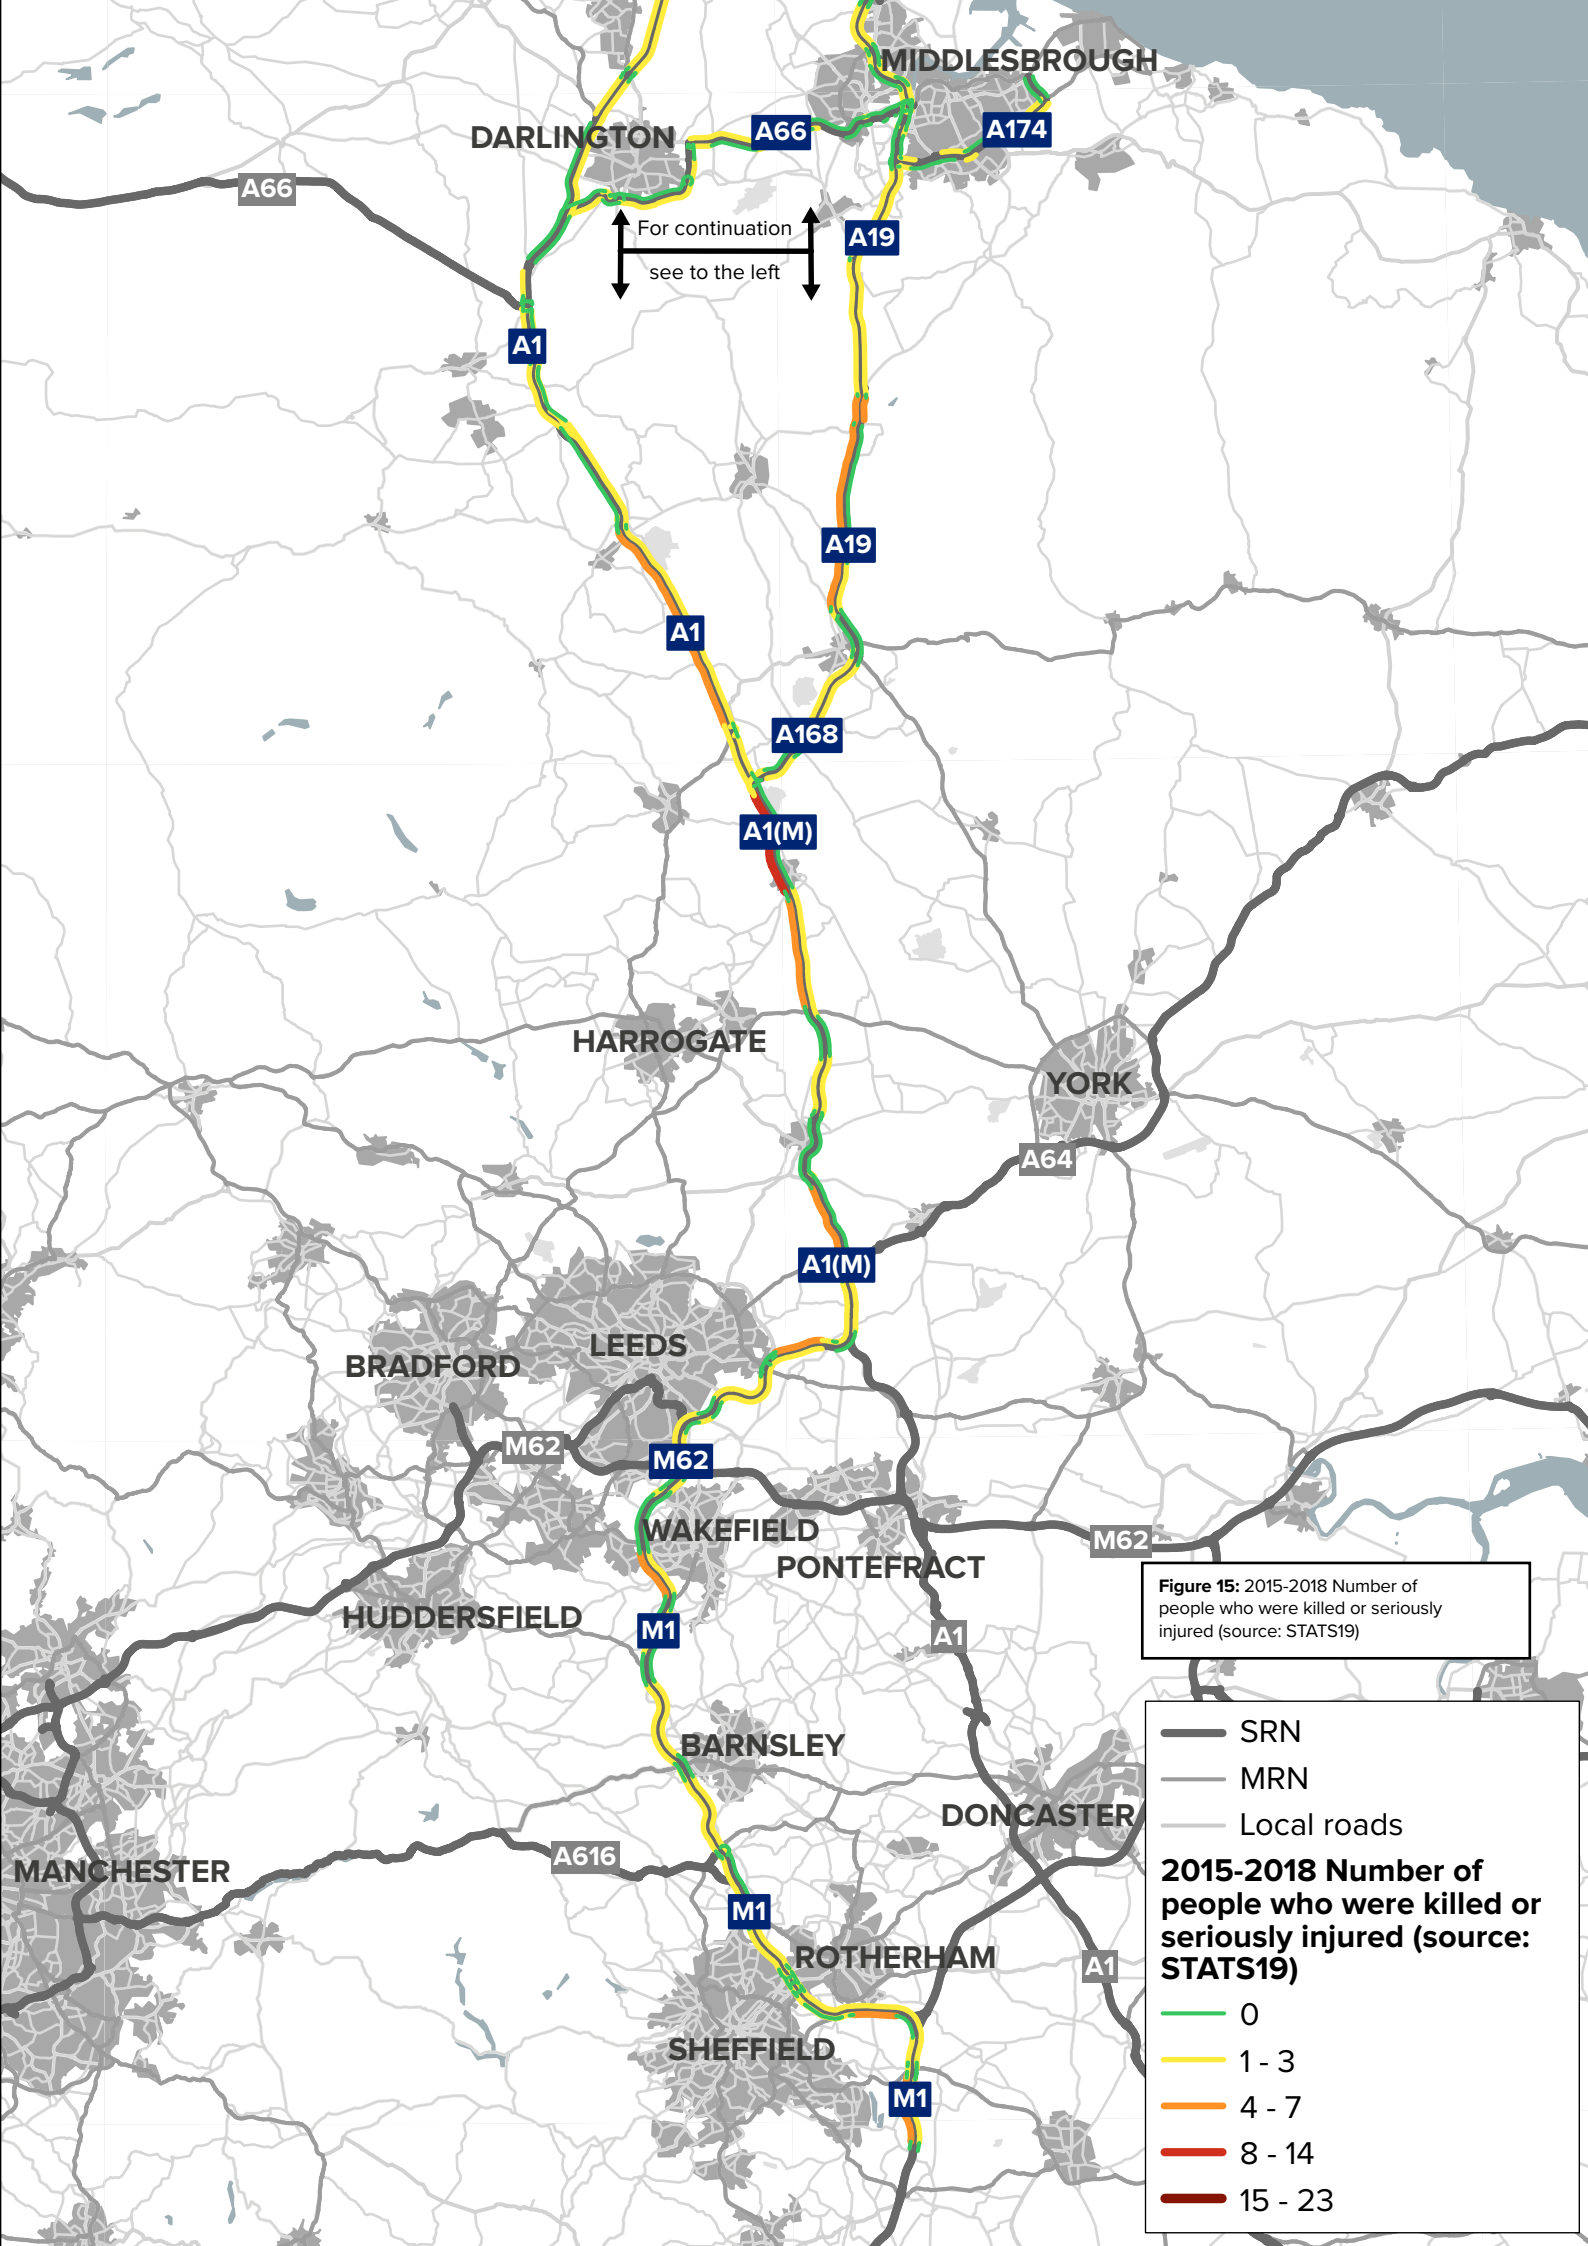 MIDDLESBROUGH
DARLINGTON
A66
A174
A66
For continuation
see to the left
A19
A1
A19
A1
A168
A1(M)
HARROGATE
YORK
A64
A1(M)
LEEDS
BRADFORD
M62
M62
WAKEFIELD
M62
PONTEFRACT
HUDDERSFIELD
M1
A1
Figure 15: 2015-2018 Number of
people who were killed or seriously
injured (source: STATS19)
BARNSLEY
DONCASTER
A616
MANCHESTER
M1
ROTHERHAM
A1
SHEFFIELD
M1
SRN
MRN
Local roads
2015-2018 Number of
people who were killed or
seriously injured (source:
STATS19)
0
1 - 3
4 - 7
8 - 14
15 - 23